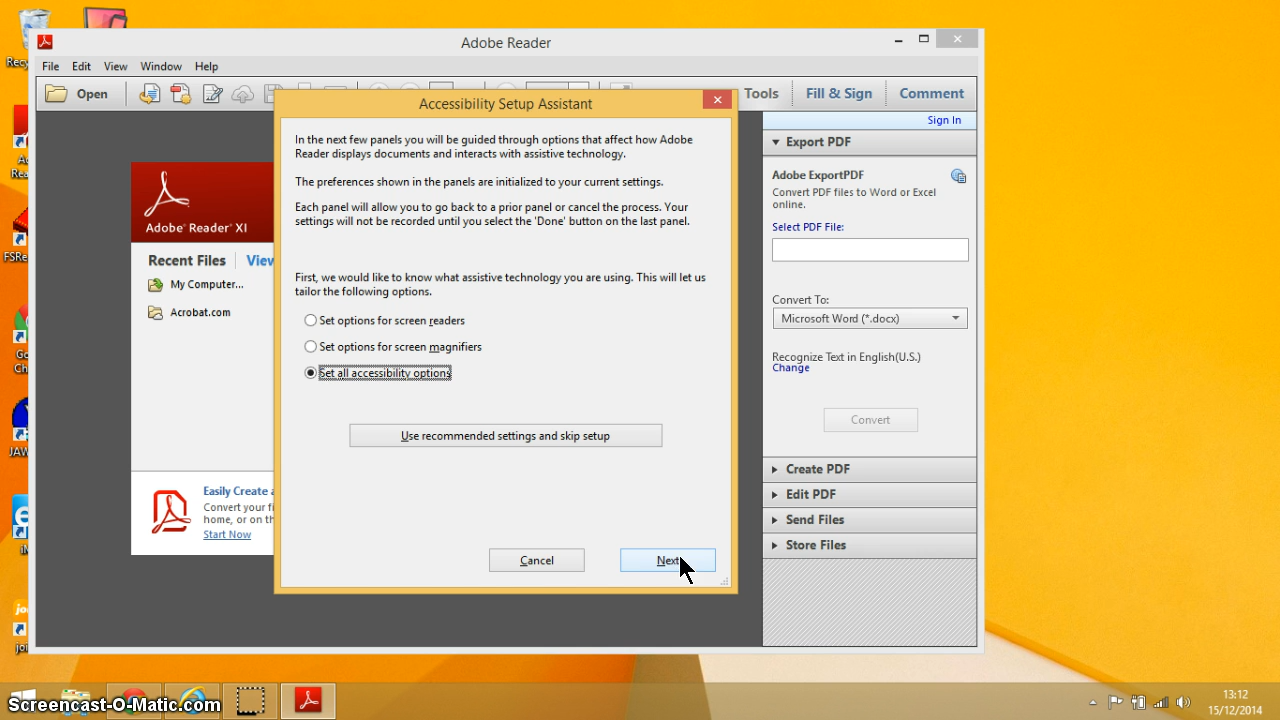 Adobe Reader
File Edit View Window Help
Open
Tools
Fill & Sign
Comment
Sign In
Adobe® Reader® XI
Recent Files
My Computer...
Acrobat.com
Easily Create
Start Now
Accessibility Setup Assistant
In the next few panels you will be guided through options that affect how Adobe
Reader displays documents and interacts with assistive technology.
The preferences shown in the panels are initialized to your current settings.
Each panel will allow you to go back to a prior panel or cancel the process. Your
settings will not be recorded until you select the 'Done' button on the last panel.
First, we would like to know what assistive technology you are using. This will let us
tailor the following options.
Set options for screen readers
Set options for screen magnifiers
Set all accessibility options
Use recommended settings and skip setup
Cancel
Next
Export PDF
Adobe ExportPDF
Convert PDF files to Word or Excel
online.
Select PDF File:
Convert To:
Microsoft Word (*.docx)
Recognize Text in English(U.S.)
Change
Convert
Create PDF
Edit PDF
Send Files
Store Files
Screencast-O-Matic.com
13:12
15/12/2014